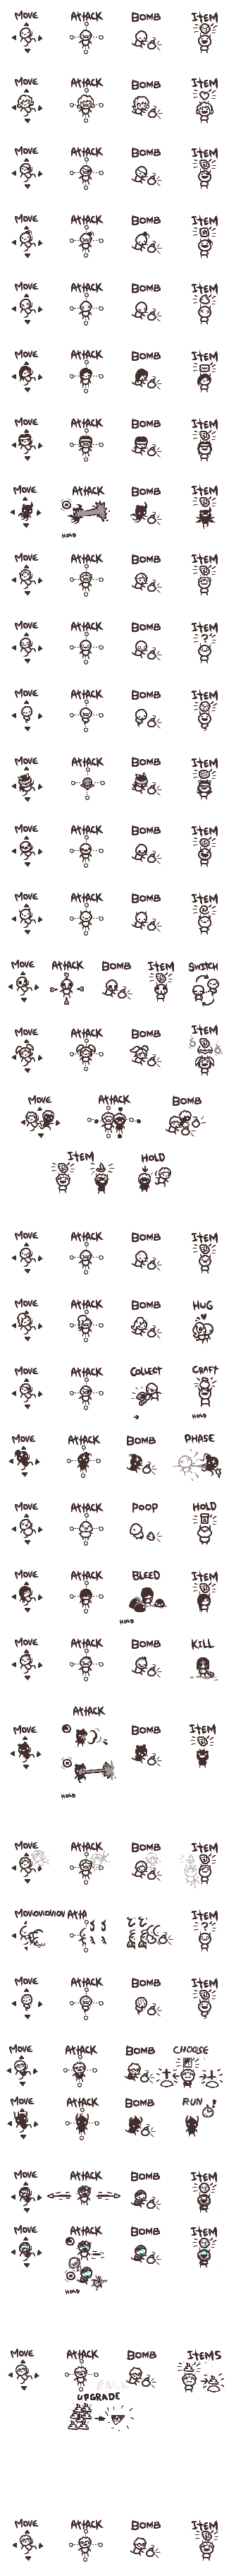 MOVE ATTACK BOMB ITEM
MOVE ATTACK BOMB ITEM
MOVE ATTACK BOMB ITEM
MOVE ATTACK BOMB ITEM
MOVE ATTACK BOMB ITEM
MOVE ATTACK BOMB ITEM
MOVE ATTACK BOMB ITEM
MOVE ATTACK BOMB ITEM
HOLD
MOVE ATTACK BOMB ITEM
MOVE ATTACK BOMB ITEM
?
MOVE ATTACK BOMB ITEM
MOVE ATTACK BOMB ITEM
MOVE ATTACK BOMB ITEM
MOVE ATTACK BOMB ITEM
MOVE ATTACK BOMB ITEM SWITCH
MOVE ATTACK BOMB ITEM
MOVE ATTACK BOMB
ITEM HOLD
MOVE ATTACK BOMB ITEM
MOVE ATTACK BOMB HUG
MOVE ATTACK COLLECT CRAFT
HOLD
MOVE ATTACK BOMB PHASE
MOVE ATTACK POOP HOLD
MOVE ATTACK BLEED ITEM
HOLD
MOVE ATTACK BOMB KILL
ATTACK
MOVE BOMB ITEM
HOLD
MOVE ATTACK BOMB ITEM
ATTA ITEM
?
MOVE ATTACK BOMB ITEM
MOVE ATTACK BOMB CHOOSE
MOVE ATTACK BOMB RUN
MOVE ATTACK BOMB ITEM
MOVE ATTACK BOMB ITEM
HOLD
MOVE ATTACK BOMB ITEMS
UPGRADE
MOVE ATTACK BOMB ITEM